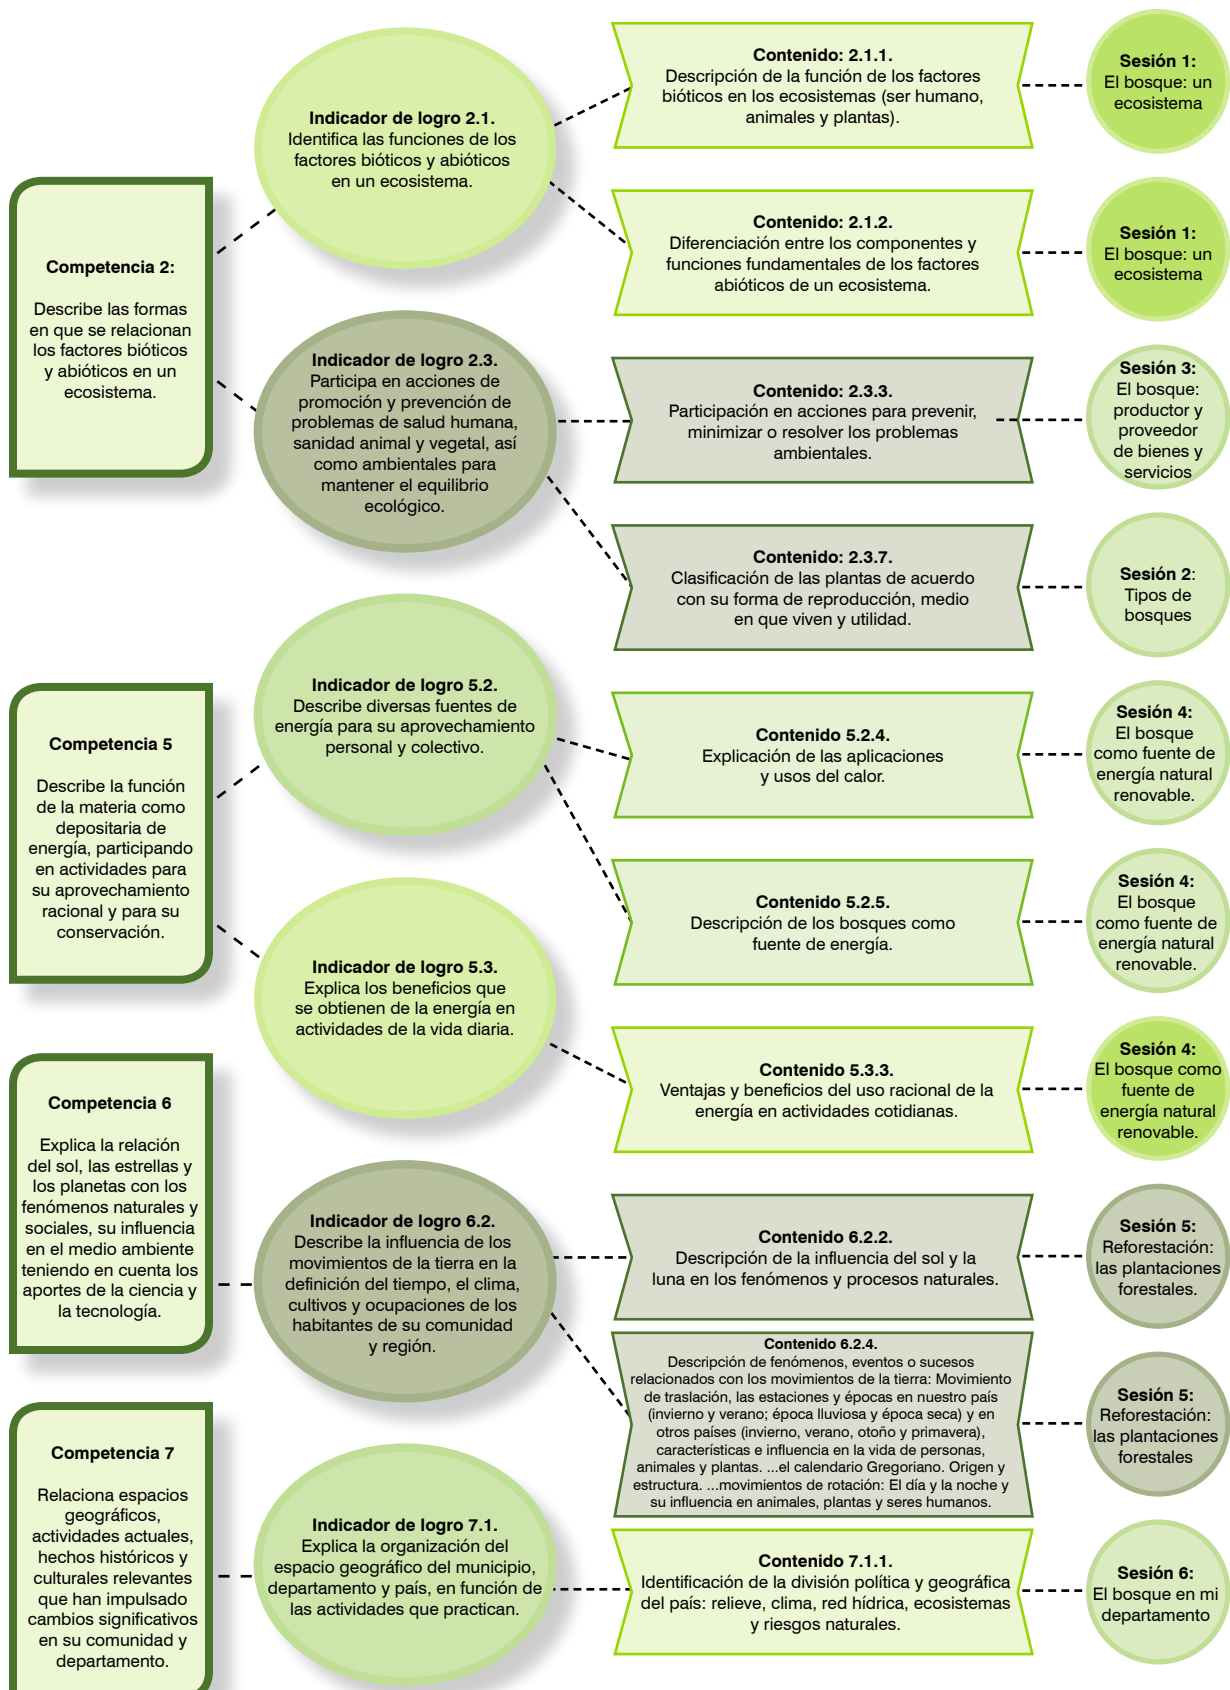 Competencia 2:
Describe las formas
en que se relacionan
los factores bióticos
y abióticos en un
ecosistema.
Indicador de logro 2.1.
Identifica las funciones de los
factores bióticos y abióticos
en un ecosistema.
Contenido: 2.1.1.
Descripción de la función de los factores
bióticos en los ecosistemas (ser humano,
animales y plantas).
Sesión 1:
El bosque: un
ecosistema
Contenido: 2.1.2.
Diferenciación entre los componentes y
funciones fundamentales de los factores
abióticos de un ecosistema.
Sesión 1:
El bosque: un
ecosistema
Indicador de logro 2.3.
Participa en acciones de
promoción y prevención de
problemas de salud humana,
sanidad animal y vegetal, así
como ambientales para
mantener el equilibrio
ecológico.
Contenido: 2.3.3.
Participación en acciones para prevenir,
minimizar o resolver los problemas
ambientales.
Sesión 3:
El bosque:
productor y
proveedor
de bienes y
servicios
Contenido: 2.3.7.
Clasificación de las plantas de acuerdo
con su forma de reproducción, medio
en que viven y utilidad.
Sesión 2:
Tipos de
bosques
Competencia 5
Describe la función
de la materia como
depositaria de
energía, participando
en actividades para
su aprovechamiento
racional y para su
conservación.
Indicador de logro 5.2.
Describe diversas fuentes de
energía para su aprovechamiento
personal y colectivo.
Contenido 5.2.4.
Explicación de las aplicaciones
y usos del calor.
Sesión 4:
El bosque
como fuente de
energía natural
renovable.
Contenido 5.2.5.
Descripción de los bosques como
fuente de energía.
Sesión 4:
El bosque
como fuente de
energía natural
renovable.
Indicador de logro 5.3.
Explica los beneficios que
se obtienen de la energía en
actividades de la vida diaria.
Contenido 5.3.3.
Ventajas y beneficios del uso racional de la
energía en actividades cotidianas.
Sesión 4:
El bosque como
fuente de
energía natural
renovable.
Competencia 6
Explica la relación
del sol, las estrellas y
los planetas con los
fenómenos naturales y
sociales, su influencia
en el medio ambiente
teniendo en cuenta los
aportes de la ciencia y
la tecnología.
Indicador de logro 6.2.
Describe la influencia de los
movimientos de la tierra en la
definición del tiempo, el clima,
cultivos y ocupaciones de los
habitantes de su comunidad
y región.
Contenido 6.2.2.
Descripción de la influencia del sol y la
luna en los fenómenos y procesos naturales.
Sesión 5:
Reforestación:
las plantaciones
forestales.
Contenido 6.2.4.
Descripción de fenómenos, eventos o sucesos
relacionados con los movimientos de la tierra: Movimiento
de traslación, las estaciones y épocas en nuestro país
(invierno y verano; época lluviosa y época seca) y en
otros países (invierno, verano, otoño y primavera),
características e influencia en la vida de personas,
animales y plantas. ...el calendario Gregoriano. Origen y
estructura. ...movimientos de rotación: El día y la noche y
su influencia en animales, plantas y seres humanos.
Sesión 5:
Reforestación:
las plantaciones
forestales
Competencia 7
Relaciona espacios
geográficos,
actividades actuales,
hechos históricos y
culturales relevantes
que han impulsado
cambios significativos
en su comunidad y
departamento.
Indicador de logro 7.1.
Explica la organización del
espacio geográfico del municipio,
departamento y país, en función de
las actividades que practican.
Contenido 7.1.1.
Identificación de la división política y geográfica
del país: relieve, clima, red hídrica, ecosistemas
y riesgos naturales.
Sesión 6:
El bosque en mi
departamento